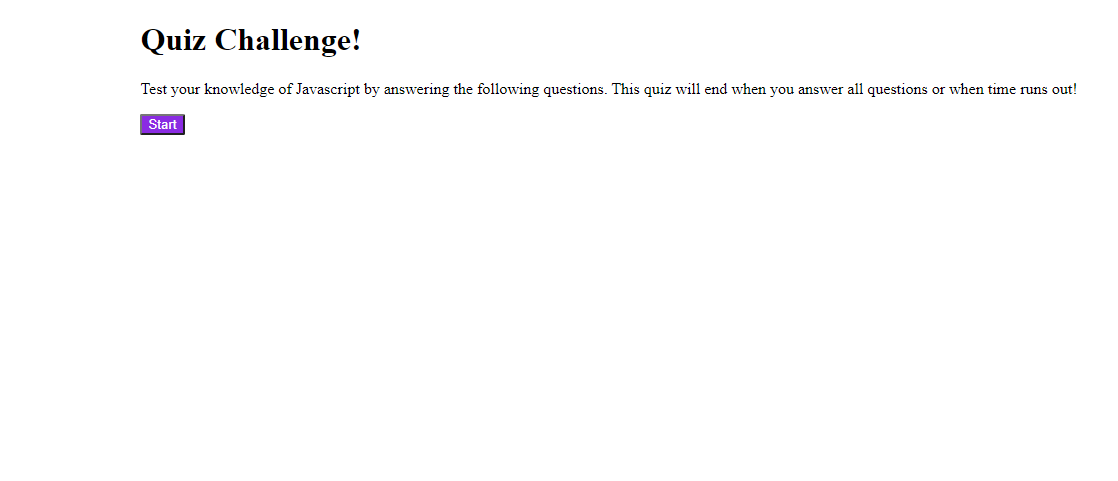 Quiz Challenge!
Test your knowledge of Javascript by answering the following questions. This quiz will end when you answer all questions or when time runs out!
Start